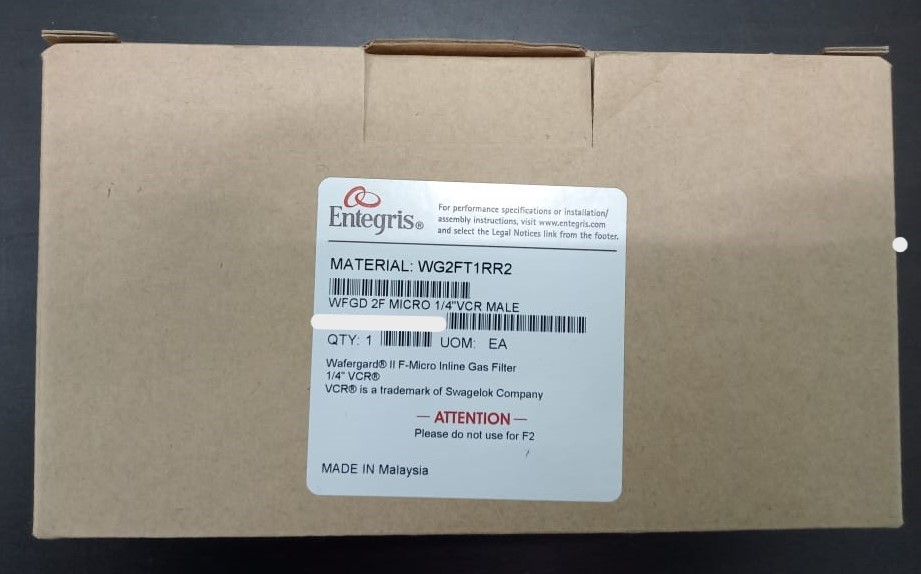 Entegris®
For performance specifications or installation/
assembly instructions, visit www.entegris.com
and select the Legal Notices link from the footer.
MATERIAL: WG2FT1RR2
WFGD 2F MICRO 1/4"VCR MALE
QTY: 1 UOM: EA
Wafergard® II F-Micro Inline Gas Filter
1/4" VCR®
VCR® is a trademark of Swagelok Company
— ATTENTION —
Please do not use for F2
MADE IN Malaysia